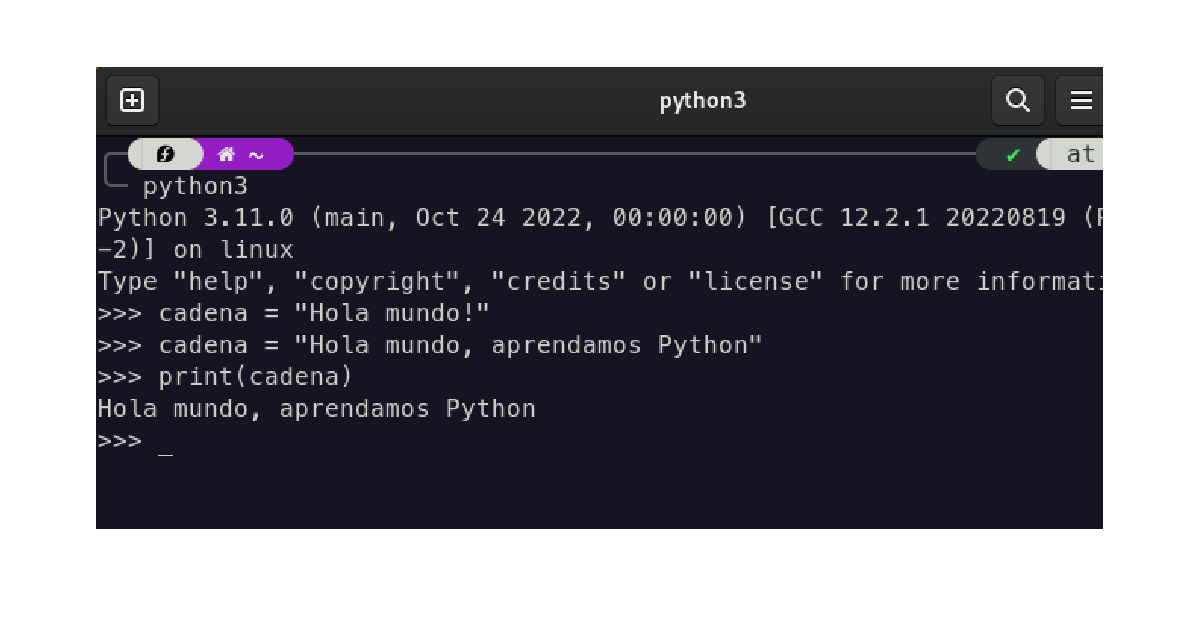 python3
~ ✔ at
python3
Python 3.11.0 (main, Oct 24 2022, 00:00:00) [GCC 12.2.1 20220819 (
-2)] on linux
Type "help", "copyright", "credits" or "license" for more
>>> cadena = "Hola mundo!"
>>> cadena = "Hola mundo, aprendamos Python"
>>> print(cadena)
Hola mundo, aprendamos Python
>>> _